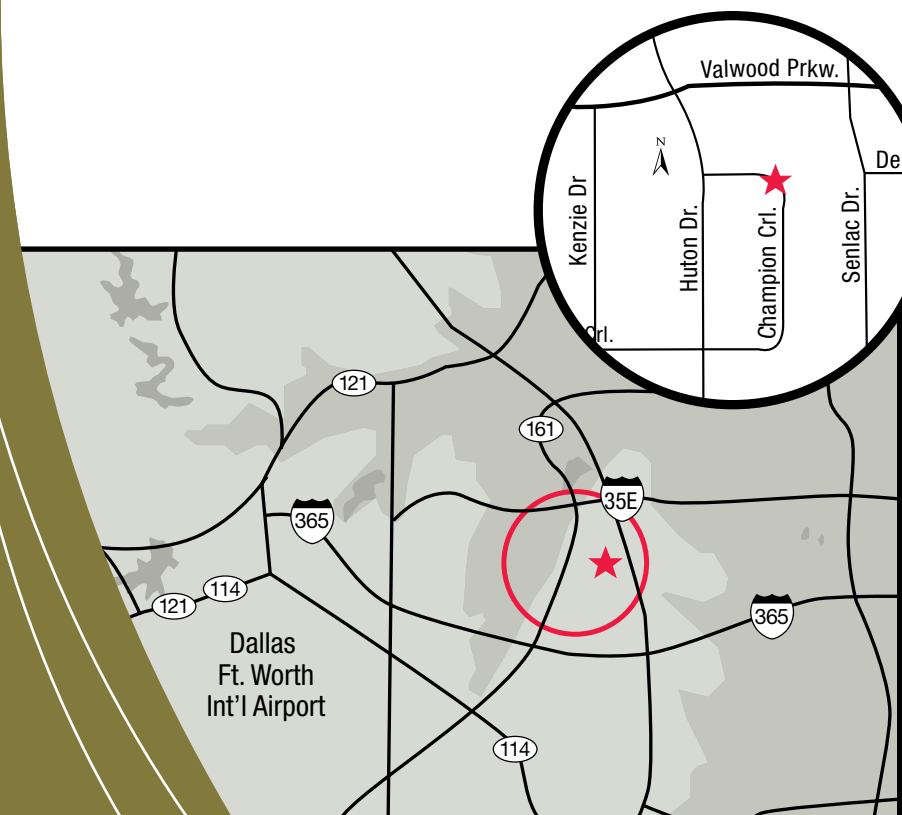 Valwood Prkw.
N
De
Kenzie Dr
Huton Dr.
Champion Crl.
Senlac Dr.
Crl.
121
161
35E
365
114
121
365
Dallas
Ft. Worth
Int'l Airport
114